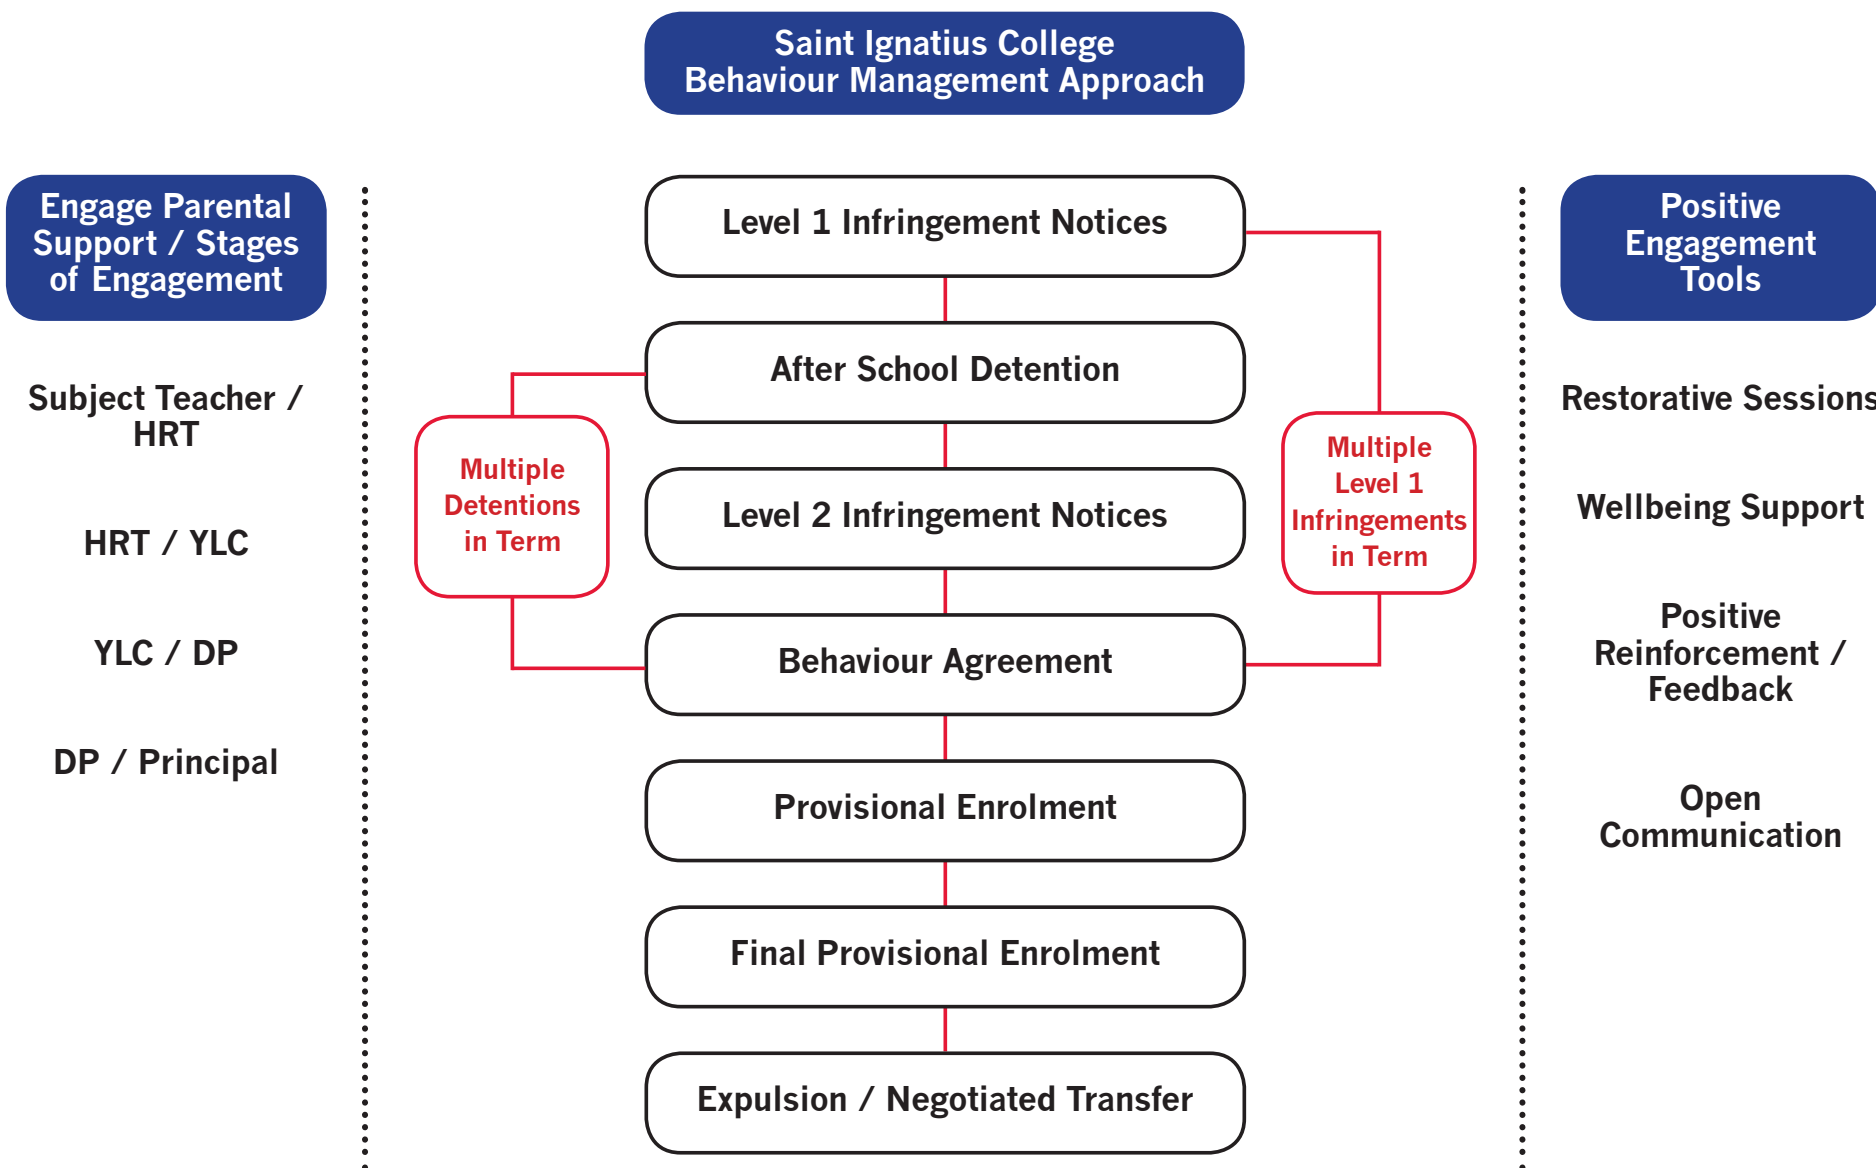 Saint Ignatius College
Behaviour Management Approach
Engage Parental
Support / Stages
of Engagement
Subject Teacher /
HRT
HRT / YLC
YLC / DP
DP / Principal
Level 1 Infringement Notices
After School Detention
Multiple
Detentions
in Term
Level 2 Infringement Notices
Multiple
Level 1
Infringements
in Term
Behaviour Agreement
Provisional Enrolment
Final Provisional Enrolment
Expulsion / Negotiated Transfer
Positive
Engagement
Tools
Restorative Sessions
Wellbeing Support
Positive
Reinforcement /
Feedback
Open
Communication